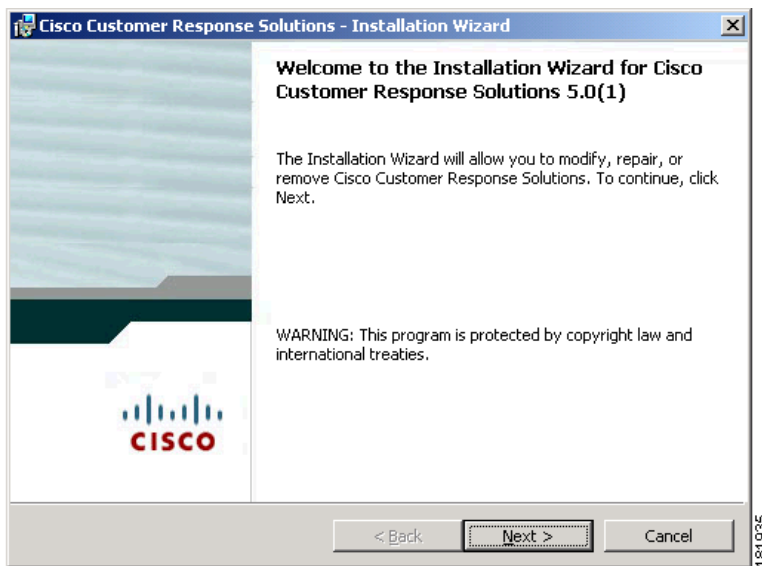 Cisco Customer Response Solutions - Installation Wizard
Welcome to the Installation Wizard for Cisco
Customer Response Solutions 5.0(1)
The Installation Wizard will allow you to modify, repair, or
remove Cisco Customer Response Solutions. To continue, click
Next.
WARNING: This program is protected by copyright law and
international treaties.
CISCO
< Back
Next >
Cancel
181935